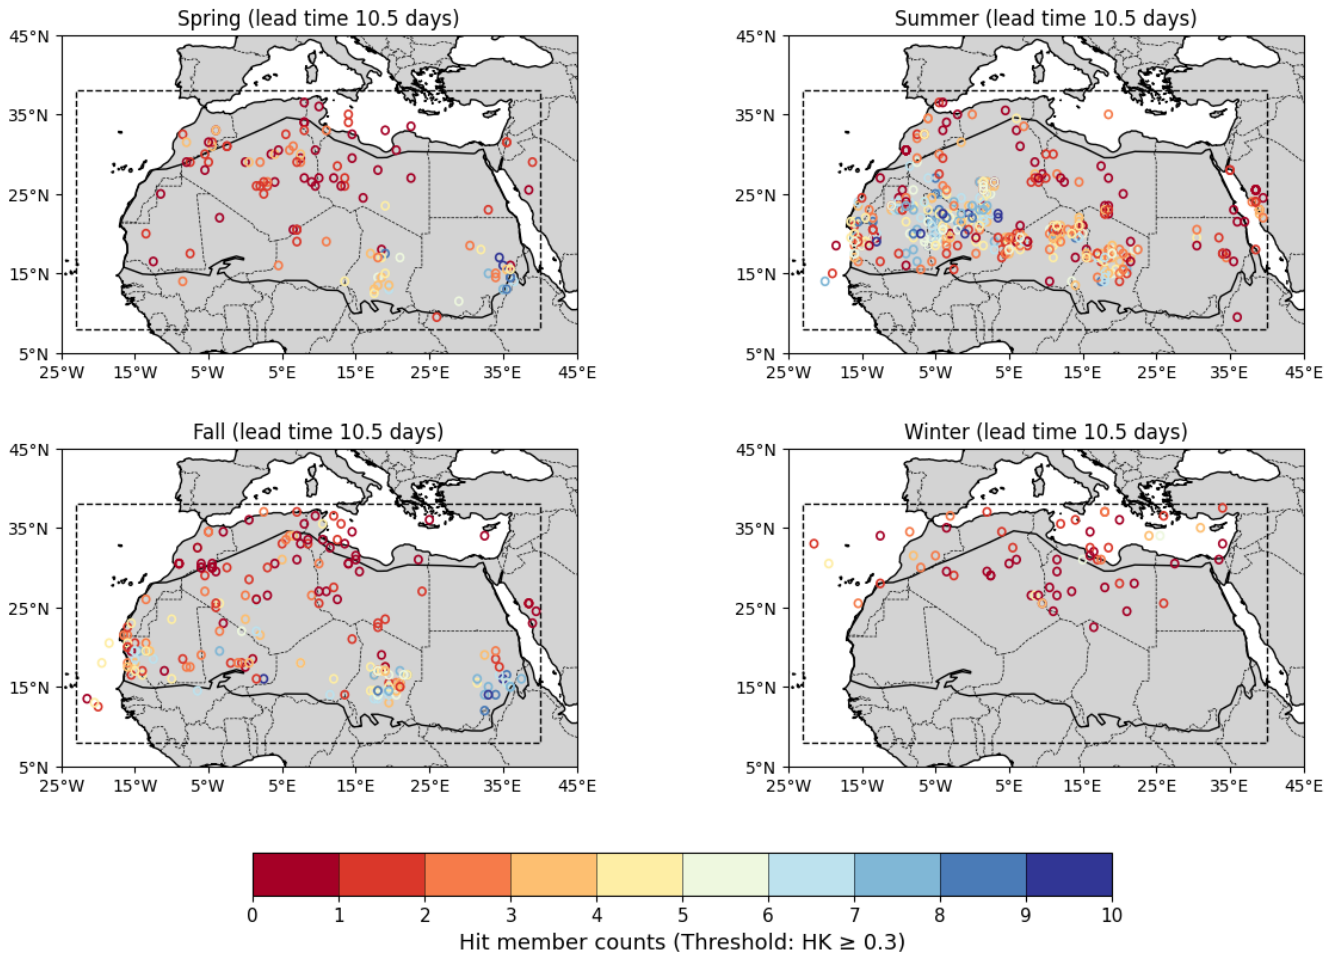 Spring (lead time 10.5 days)
45°N
35°N
25°N
15°N
5°N
25°W 15°W 5°W 5°E 15°E 25°E 35°E 45°E
Summer (lead time 10.5 days)
45°N
35°N
25°N
15°N
5°N
25°W 15°W 5°W 5°E 15°E 25°E 35°E 45°E
Fall (lead time 10.5 days)
45°N
35°N
25°N
15°N
5°N
25°W 15°W 5°W 5°E 15°E 25°E 35°E 45°E
Winter (lead time 10.5 days)
45°N
35°N
25°N
15°N
5°N
25°W 15°W 5°W 5°E 15°E 25°E 35°E 45°E
0 1 2 3 4 5 6 7 8 9 10
Hit member counts (Threshold: HK ≥ 0.3)